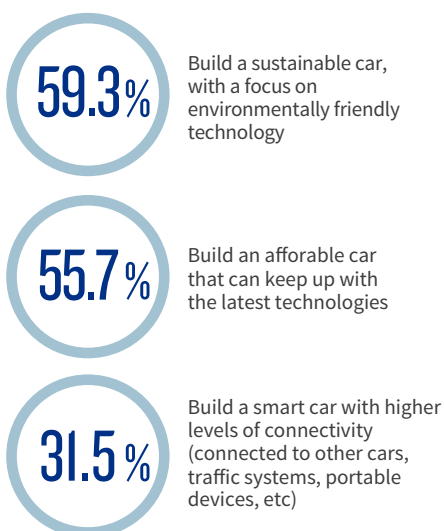 59.3%
Build a sustainable car,
with a focus on
environmentally friendly
technology
55.7%
Build an afforable car
that can keep up with
the latest technologies
31.5%
Build a smart car with higher
levels of connectivity
(connected to other cars,
traffic systems, portable
devices, etc)